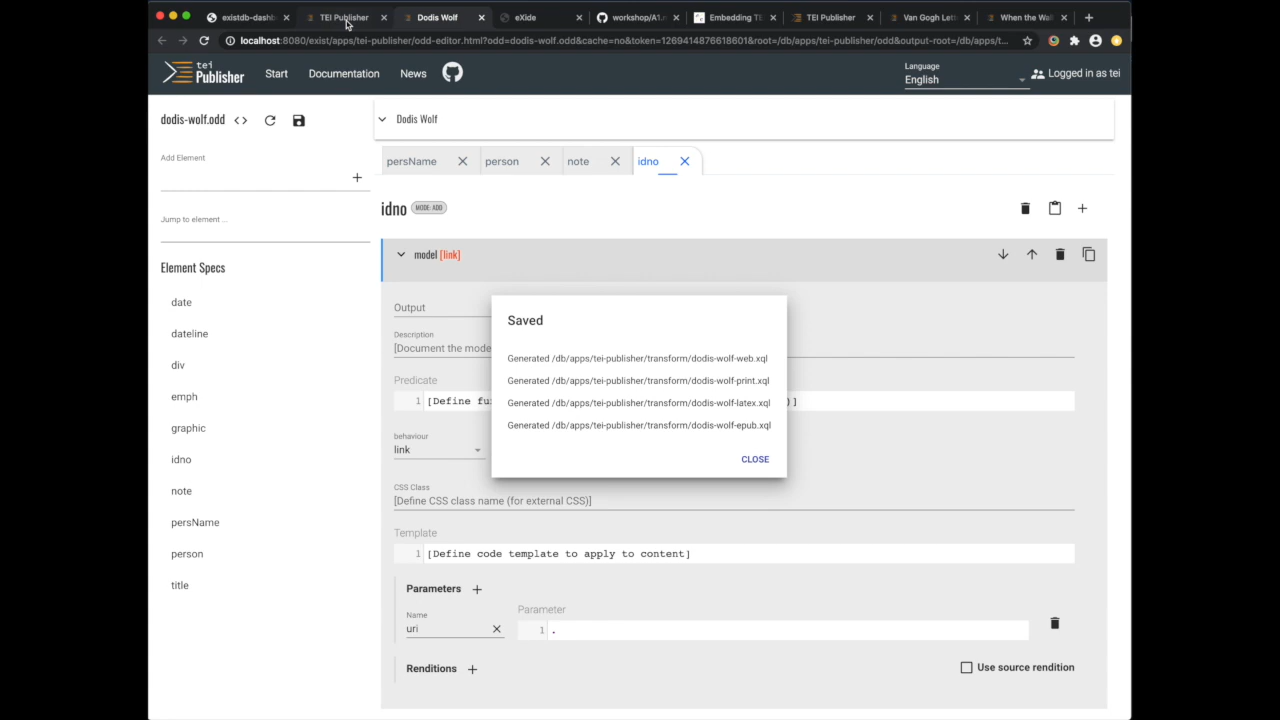 existdb-dashb
TEI Publisher
Dodis Wolf
eXide
workshop/A1.m
Embedding TE
TEI Publisher
Van Gogh Lett
When the Wa
localhost:8080/exist/apps/tei-publisher/odd-editor.html?odd=dodis-wolf.odd&cache=no&token=1269414876618601&root=/db/apps/tei-publisher/odd&output-root=/db/apps/t...
tei Publisher
Start
Documentation
News
Language
English
Logged in as tei
dodis-wolf.odd
Dodis Wolf
Add Element
Jump to element ...
Element Specs
date
dateline
div
emph
graphic
idno
note
persName
person
title
persName
person
note
idno
idno MODE: ADD
model [link]
Output
Description
[Document the mode
Predicate
1 [Define fu
)]
behaviour
link
CSS Class
[Define CSS class name (for external CSS)]
Template
1 [Define code template to apply to content]
Parameters
Name
uri
Parameter
1 .
Renditions
Use source rendition
Saved
Generated /db/apps/tei-publisher/transform/dodis-wolf-web.xql
Generated /db/apps/tei-publisher/transform/dodis-wolf-print.xql
Generated /db/apps/tei-publisher/transform/dodis-wolf-latex.xql
Generated /db/apps/tei-publisher/transform/dodis-wolf-epub.xql
CLOSE